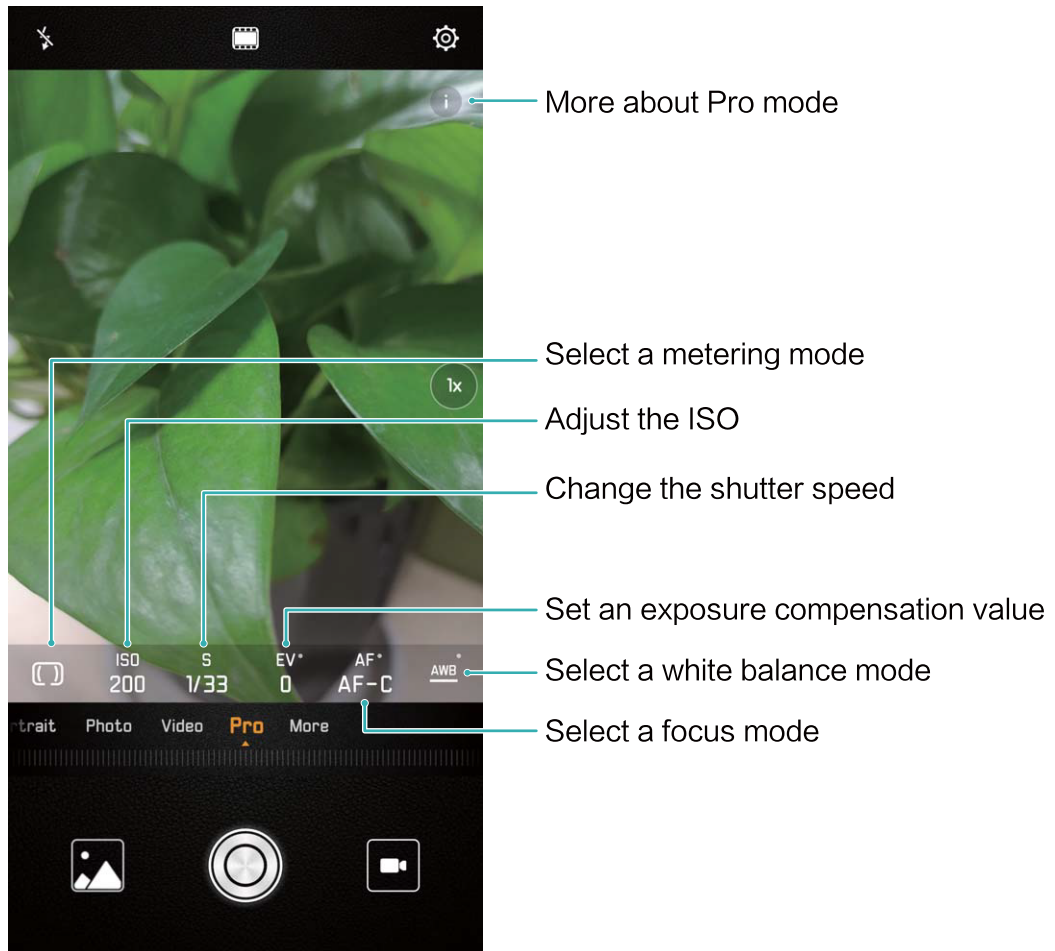 i
More about Pro mode
Select a metering mode
1x
Adjust the ISO
Change the shutter speed
Set an exposure compensation value
ISO S EV• AF• AWB•
200 1/33 0 AF-C
Select a white balance mode
Select a focus mode
rtrait Photo Video Pro More